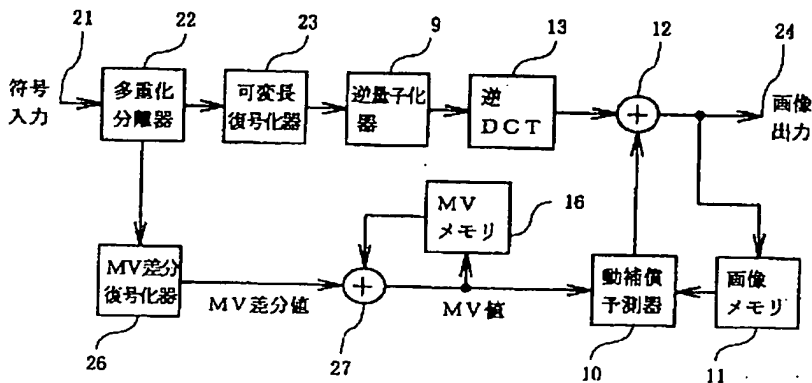 21
22
23
9
13
12
24
符号
入力
多重化
分離器
可変長
復号化器
逆量子化
器
逆
DCT
+
画像
出力
MV
メモリ
16
MV差分
復号化器
MV差分値
+
MV値
動補償
予測器
画像
メモリ
26
27
10
11